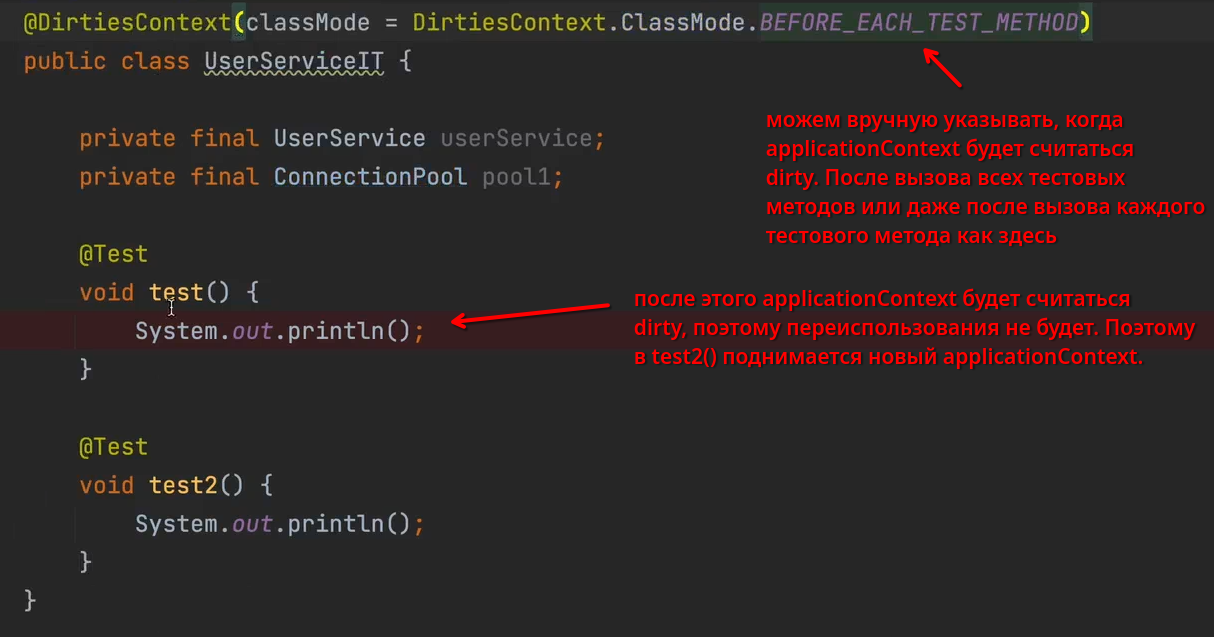 @DirtiesContext(classMode = DirtiesContext.ClassMode.BEFORE_EACH_TEST_METHOD)
public class UserServiceIT {
private final UserService userService;
private final ConnectionPool pool1;
можем вручную указывать, когда
applicationContext будет считаться
dirty. После вызова всех тестовых
методов или даже после вызова каждого
тестового метода как здесь
@Test
void test() {
System.out.println();
}
после этого applicationContext будет считаться
dirty, поэтому переиспользования не будет. Поэтому
в test2() поднимается новый applicationContext.
@Test
void test2() {
System.out.println();
}
}